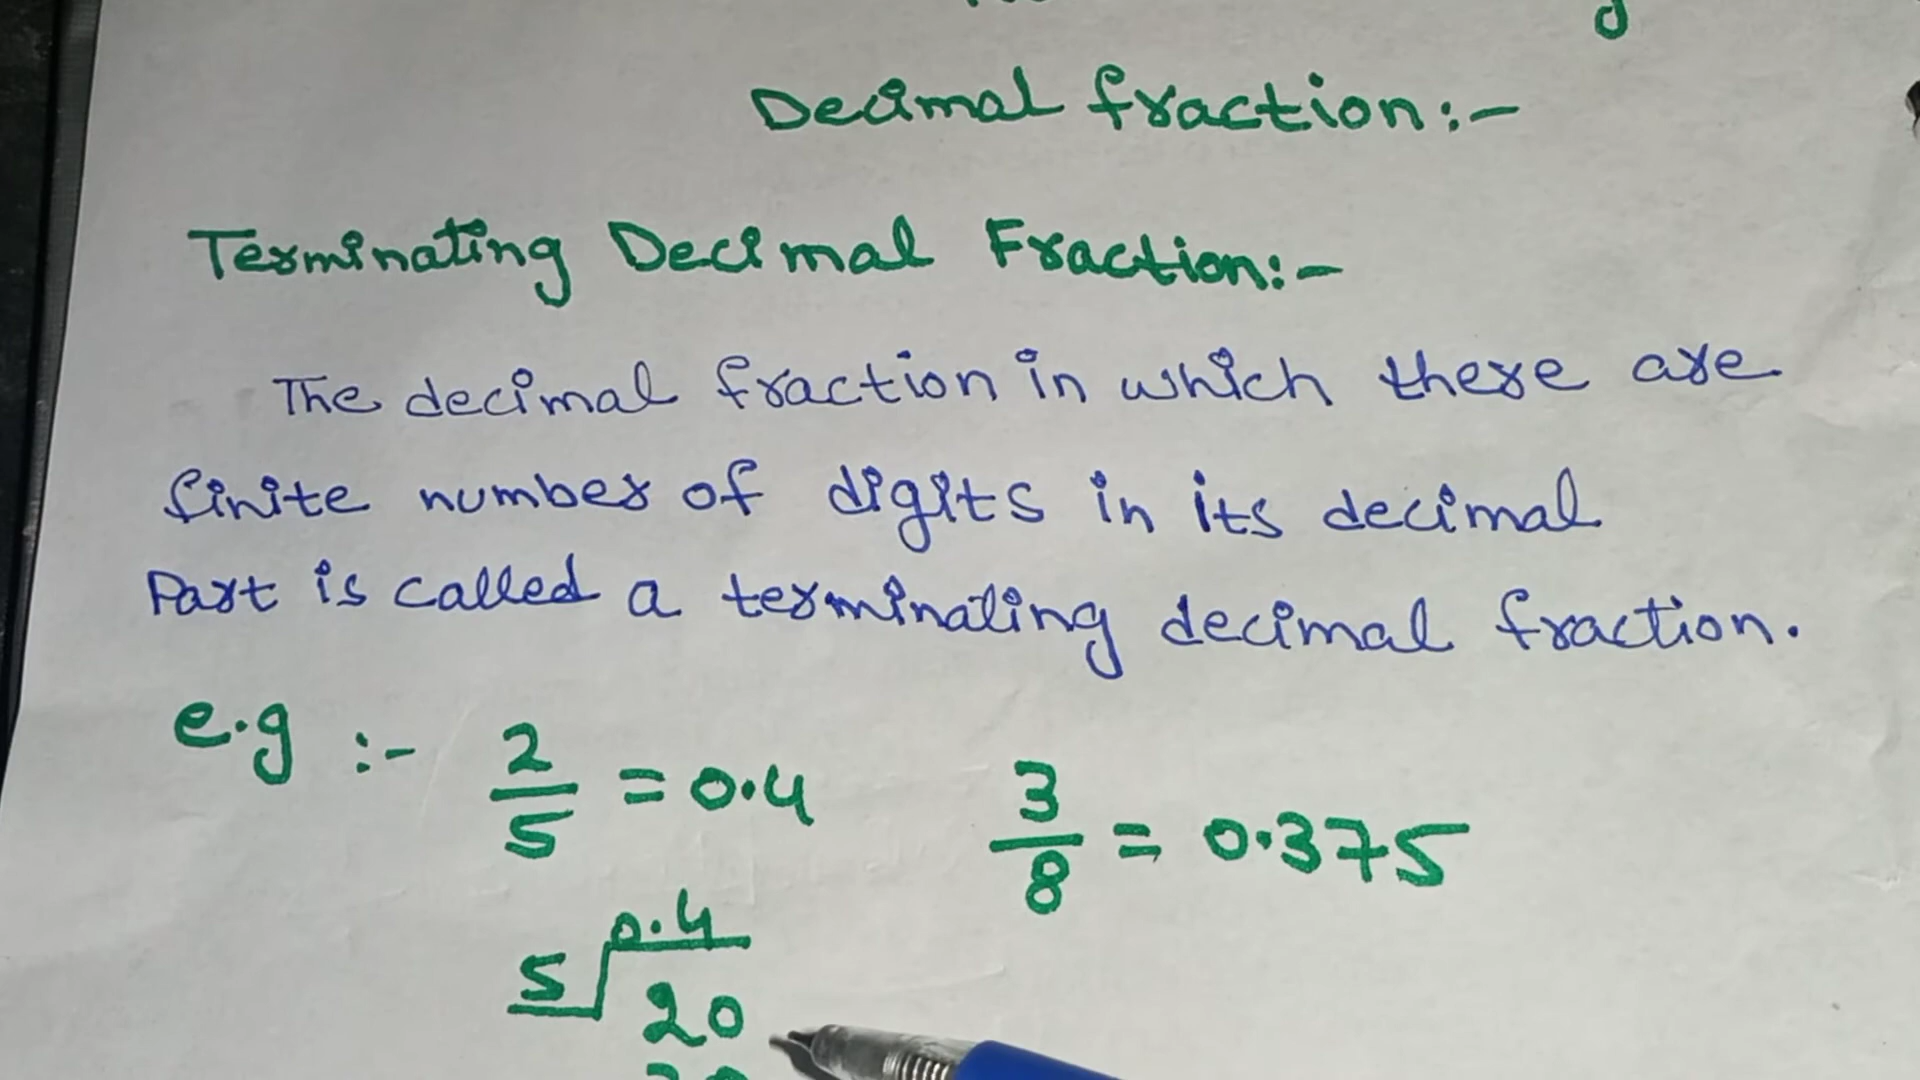 Decimal fraction:-
Terminating Decimal Fraction:-
The decimal fraction in which there are
finite number of digits in its decimal
Part is called a terminating decimal fraction.
e.g :- 2/5 = 0.4 3/8 = 0.375
0.4
5 20